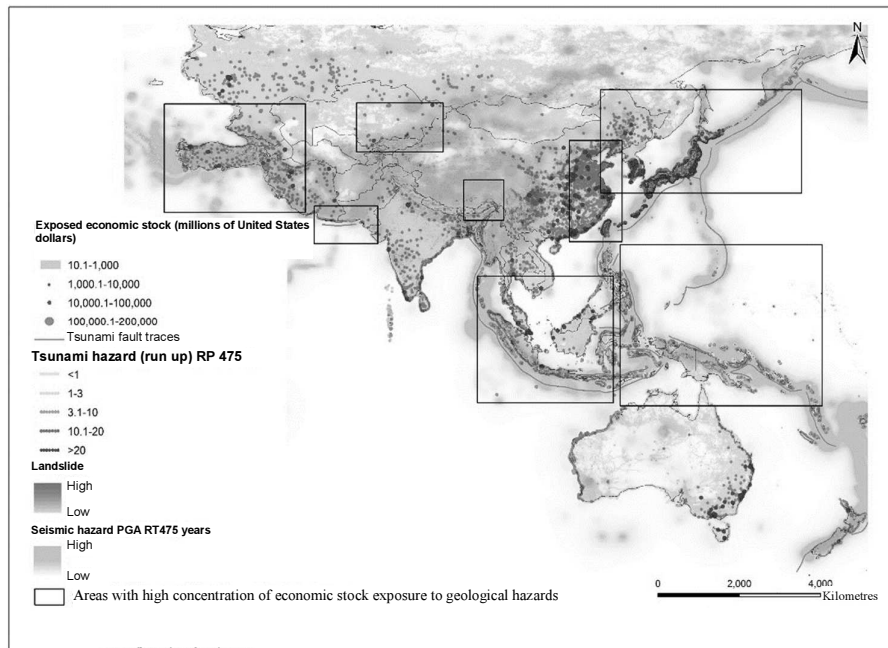 N
Exposed economic stock (millions of United States
dollars)
10.1-1,000
1,000.1-10,000
10,000.1-100,000
100,000.1-200,000
Tsunami fault traces
Tsunami hazard (run up) RP 475
<1
1-3
3.1-10
10.1-20
>20
Landslide
High
Low
Seismic hazard PGA RT475 years
High
Low
Areas with high concentration of economic stock exposure to geological hazards
0 2,000 4,000
Kilometres